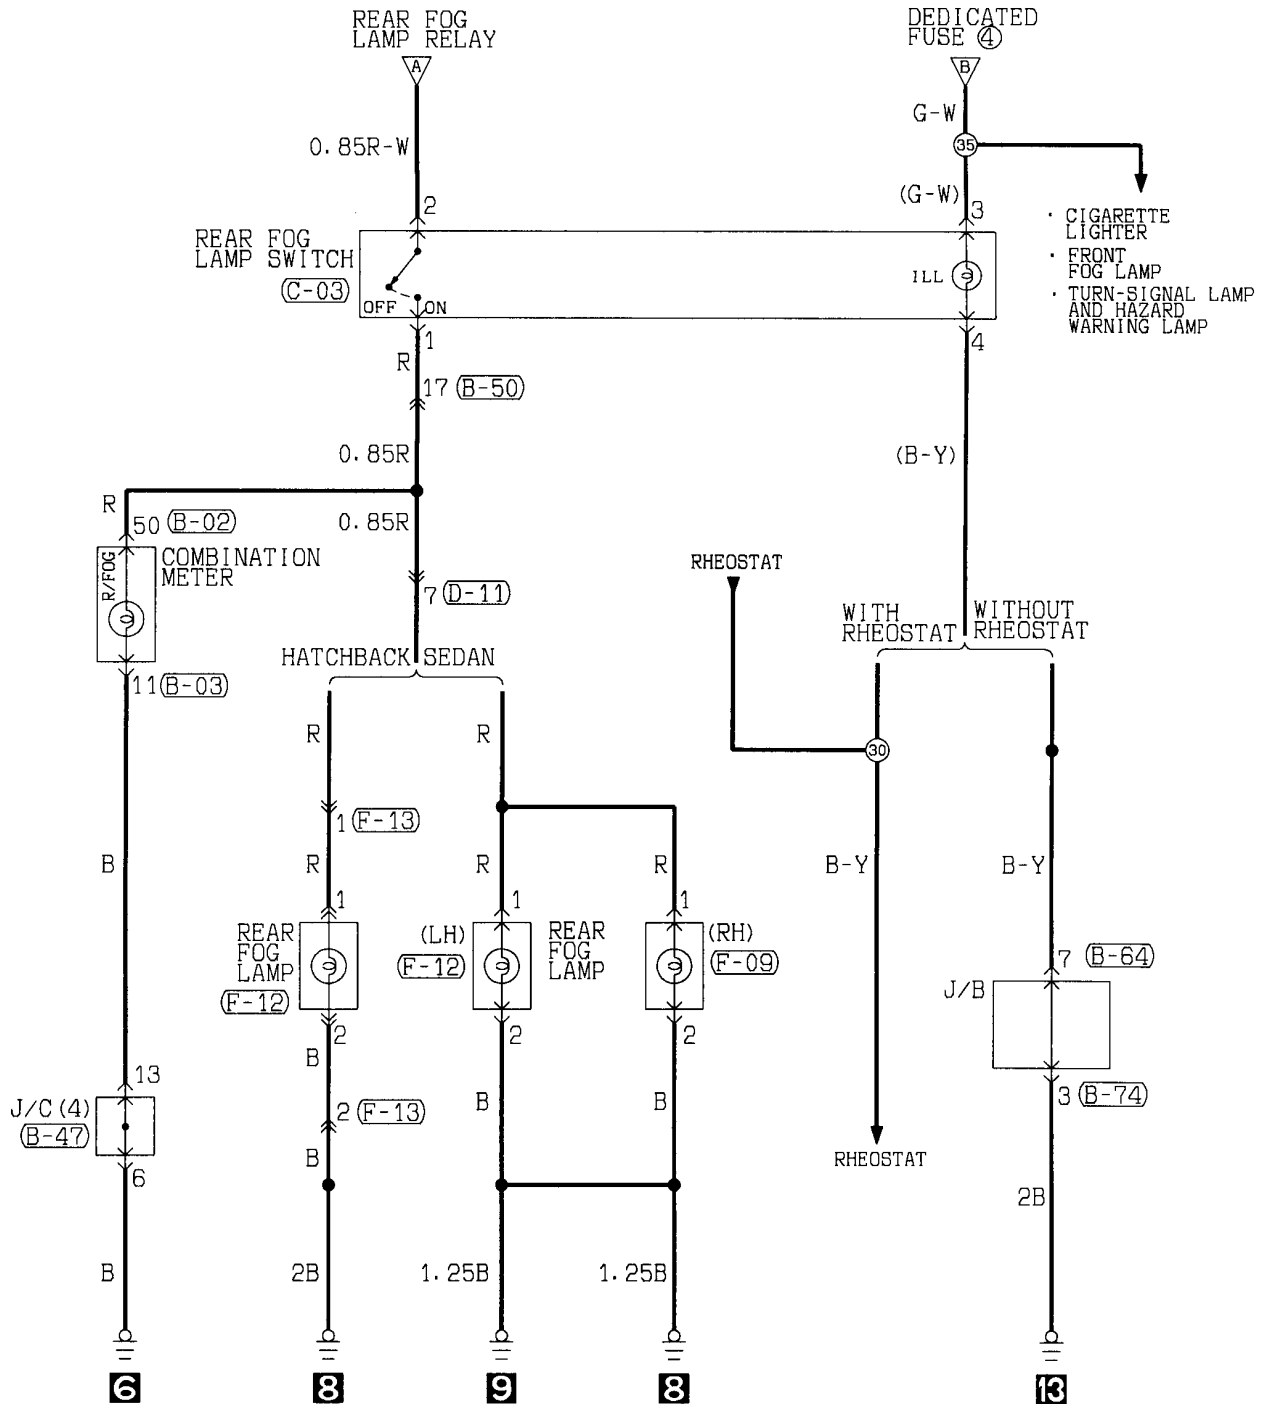 REAR FOG
LAMP RELAY
A
DEDICATED
FUSE ④
B
G-W
0.85R-W
35
(G-W)
2
3
· CIGARETTE
LIGHTER
· FRONT
FOG LAMP
· TURN-SIGNAL LAMP
AND HAZARD
WARNING LAMP
REAR FOG
LAMP SWITCH
C-03
OFF
ON
ILL
1
4
R
17 B-50
0.85R
(B-Y)
R
50 B-02
0.85R
R/FOG
COMBINATION
METER
7 D-11
RHEOSTAT
WITH
RHEOSTAT
WITHOUT
RHEOSTAT
HATCHBACK
SEDAN
11 B-03
R
R
30
1 F-13
B
R
R
R
B-Y
B-Y
1
1
1
REAR
FOG
LAMP
F-12
(LH)
F-12
REAR
FOG
LAMP
(RH)
F-09
7 B-64
J/B
2
2
2
B
13
J/C(4)
B-47
2 F-13
B
B
3 B-74
B
6
RHEOSTAT
2B
B
2B
1.25B
1.25B
6
8
9
8
13